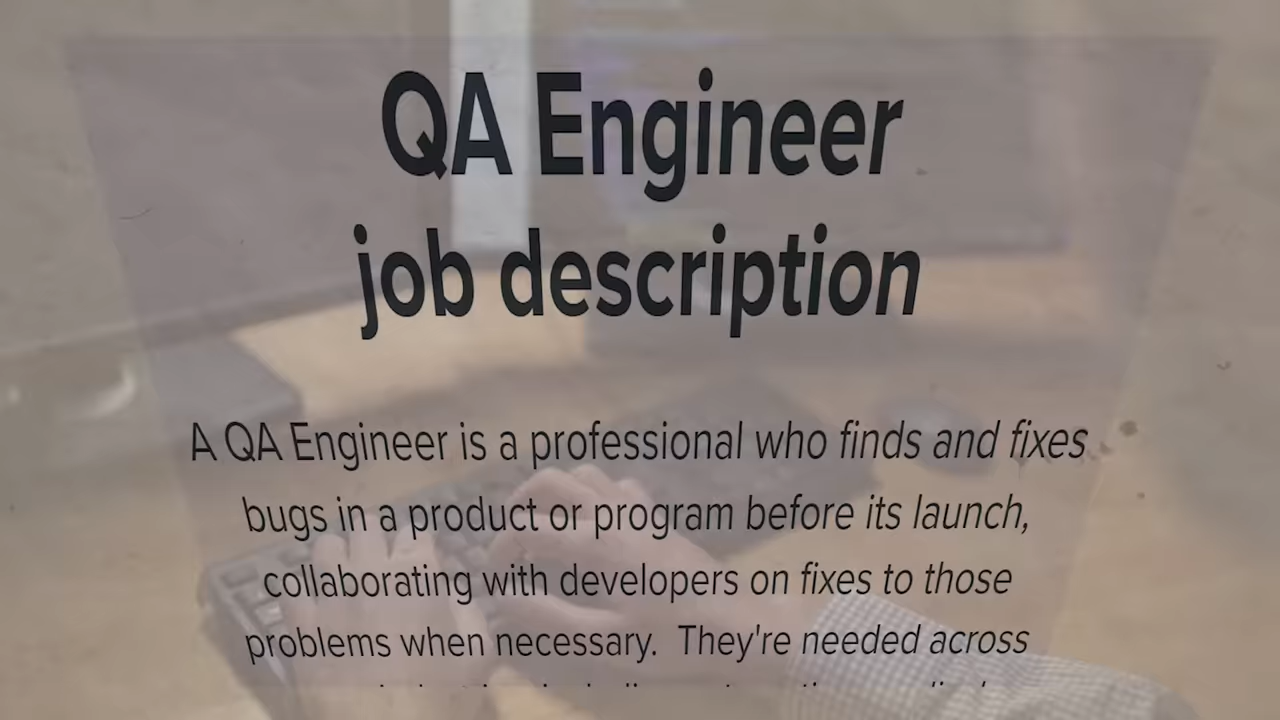 QA Engineer
job description
A QA Engineer is a professional who finds and fixes
bugs in a product or program before its launch,
collaborating with developers on fixes to those
problems when necessary.  They're needed across